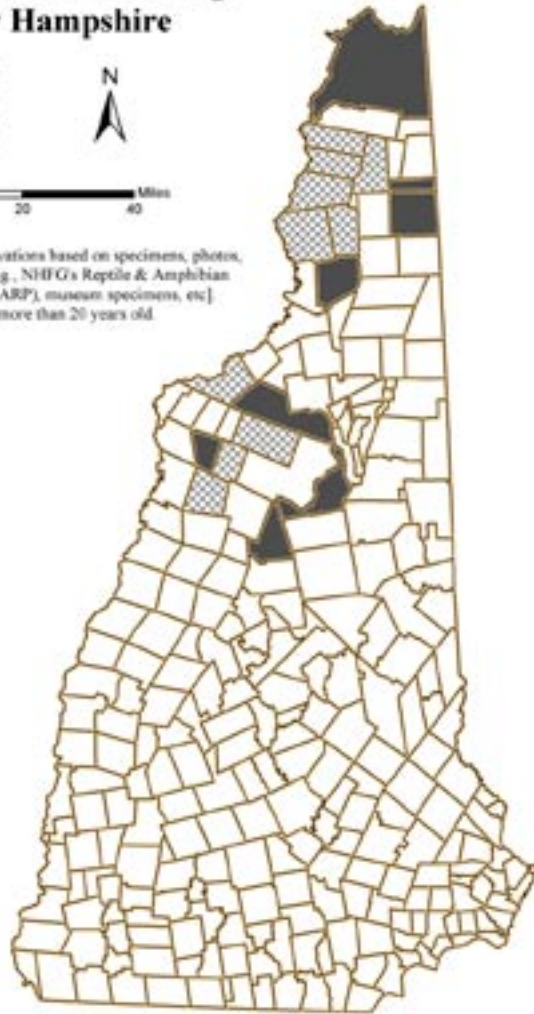 Hampshire
N
Miles
20
40
vations based on specimens, photos,
g., NHFG's Reptile & Amphibian
ARP), museum specimens, etc]
more than 20 years old